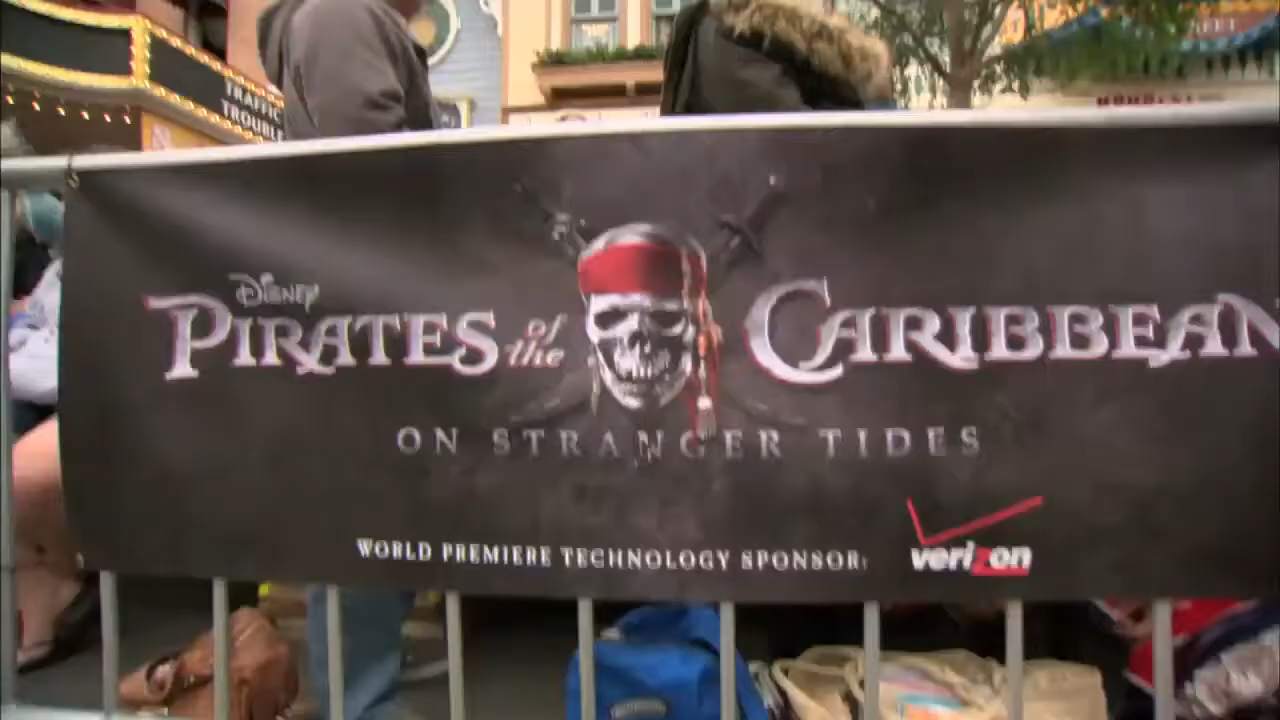 TRAFFIC
TROUBLE
DISNEY
PIRATES of the CARIBBEAN
ON STRANGER TIDES
WORLD PREMIERE TECHNOLOGY SPONSOR:
verizon